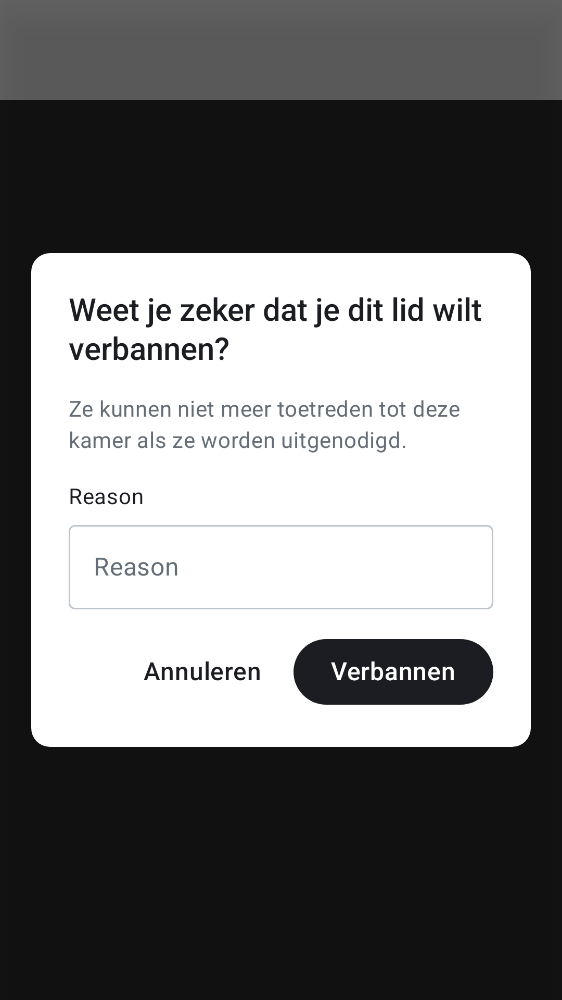 Weet je zeker dat je dit lid wilt
verbannen?
Ze kunnen niet meer toetreden tot deze
kamer als ze worden uitgenodigd.
Reason
Reason
Annuleren
Verbannen